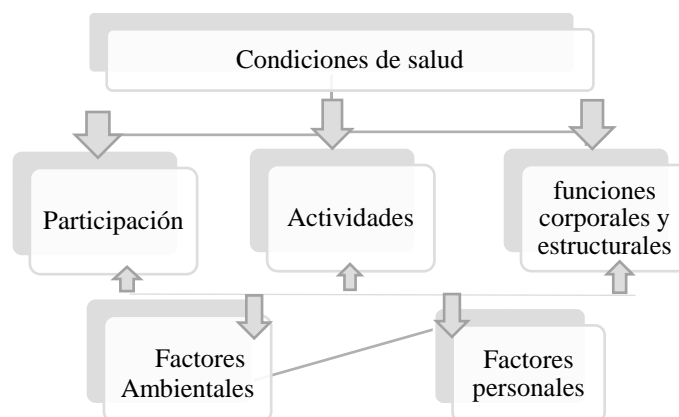 Condiciones de salud
Participación
Actividades
funciones
corporales y
estructurales
Factores
Ambientales
Factores
personales